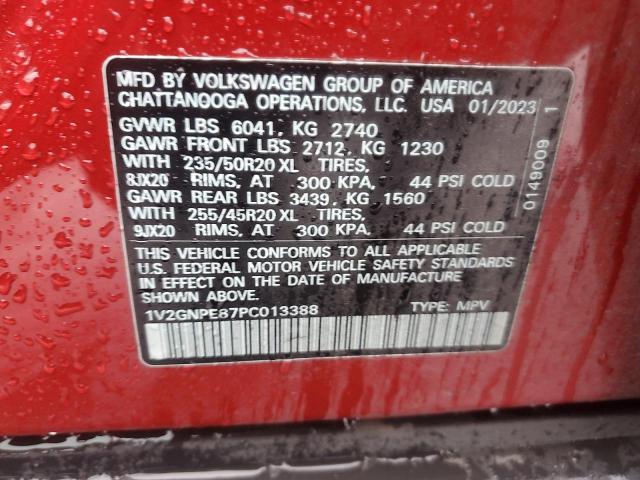 MFD BY VOLKSWAGEN GROUP OF AMERICA
CHATTANOOGA OPERATIONS, LLC. USA 01/2023
GVWR LBS 6041, KG 2740
GAWR FRONT LBS 2712, KG 1230
WITH 235/50R20 XL TIRES,
8JX20 RIMS, AT 300 KPA, 44 PSI COLD
GAWR REAR LBS 3439, KG 1560
WITH 255/45R20 XL TIRES,
9JX20 RIMS, AT 300 KPA, 44 PSI COLD
THIS VEHICLE CONFORMS TO ALL APPLICABLE
U.S. FEDERAL MOTOR VEHICLE SAFETY STANDARDS
IN EFFECT ON THE DATE OF MANUFACTURE
SHOWN ABOVE.
1V2GNPE87PC013388 TYPE: MPV
0149009 1